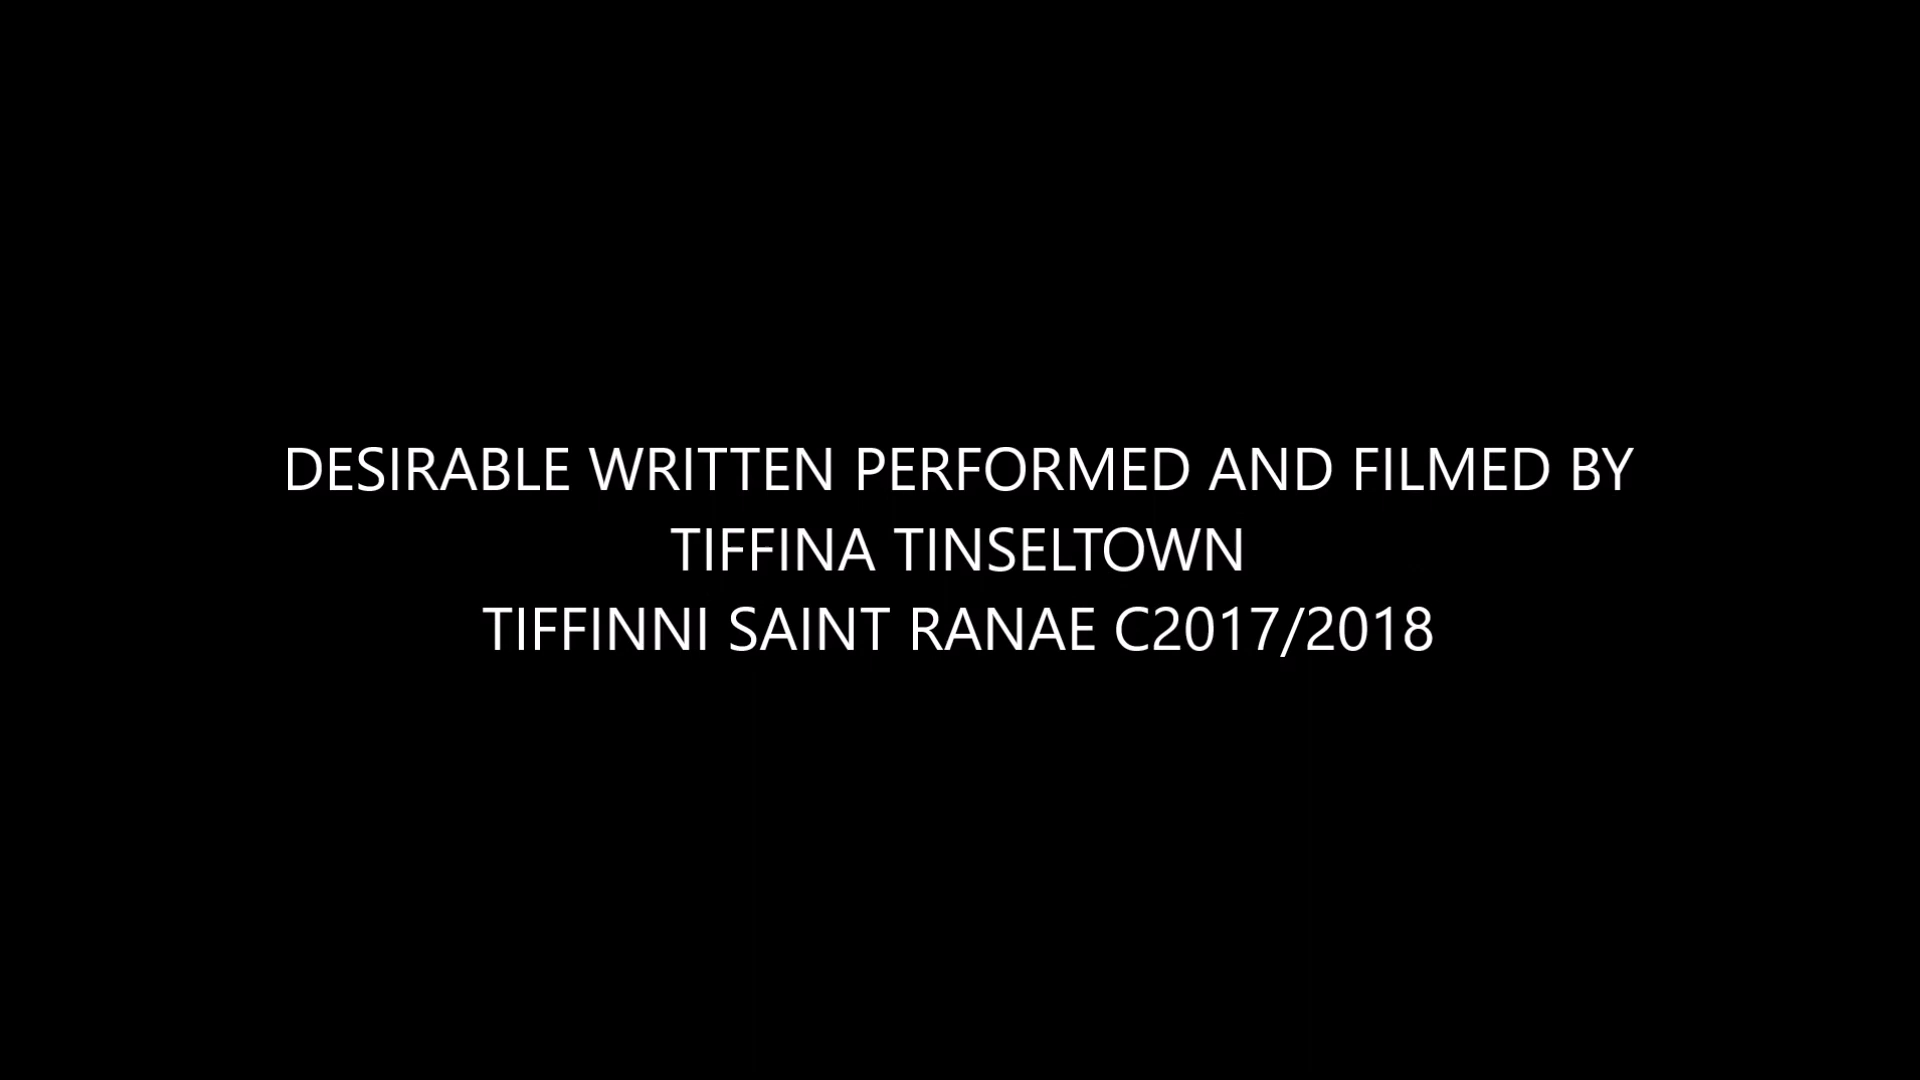 DESIRABLE WRITTEN PERFORMED AND FILMED BY
TIFFINA TINSELTOWN
TIFFINNI SAINT RANAE C2017/2018